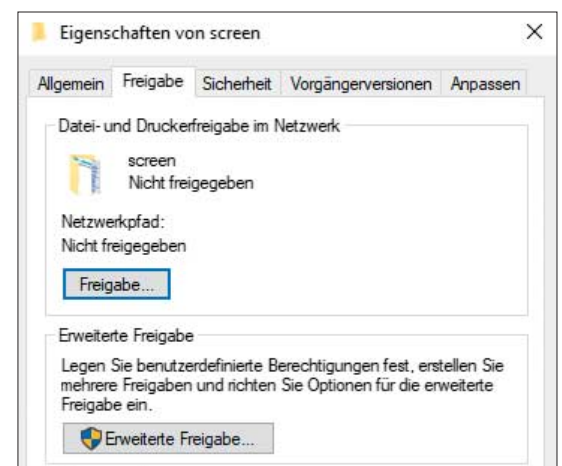 Eigenschaften von screen
Allgemein Freigabe Sicherheit Vorgängerversionen Anpassen
Datei- und Druckerfreigabe im Netzwerk
screen
Nicht freigegeben
Netzwerkpfad:
Nicht freigegeben
Freigabe...
Erweiterte Freigabe
Legen Sie benutzerdefinierte Berechtigungen fest, erstellen Sie
mehrere Freigaben und richten Sie Optionen für die erweiterte
Freigabe ein.
Erweiterte Freigabe...